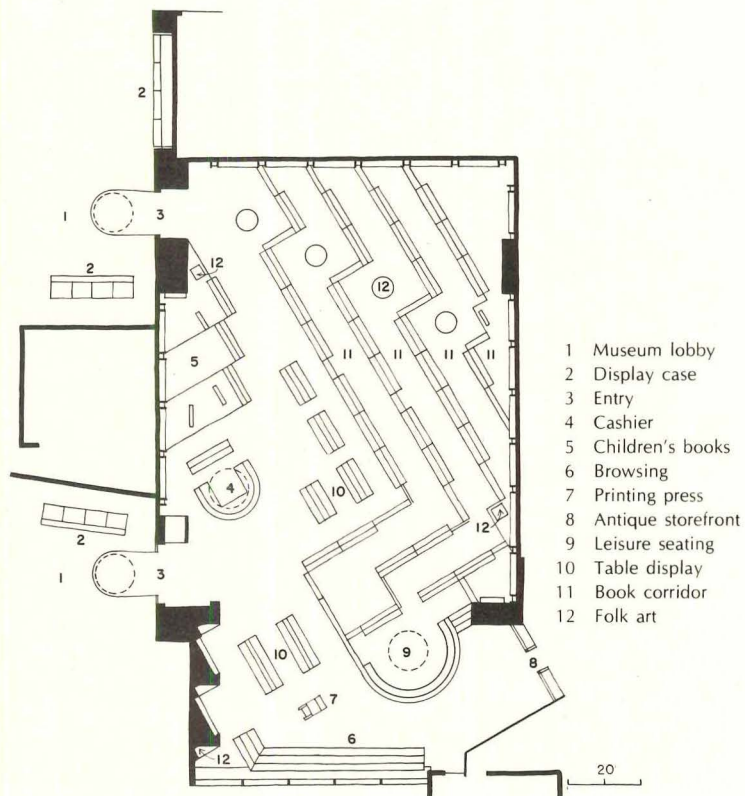 2
1
3
2
12
12
5
11
11
11
11
4
10
12
2
1
3
9
10
7
8
6
12
20'
1 Museum lobby
2 Display case
3 Entry
4 Cashier
5 Children's books
6 Browsing
7 Printing press
8 Antique storefront
9 Leisure seating
10 Table display
11 Book corridor
12 Folk art